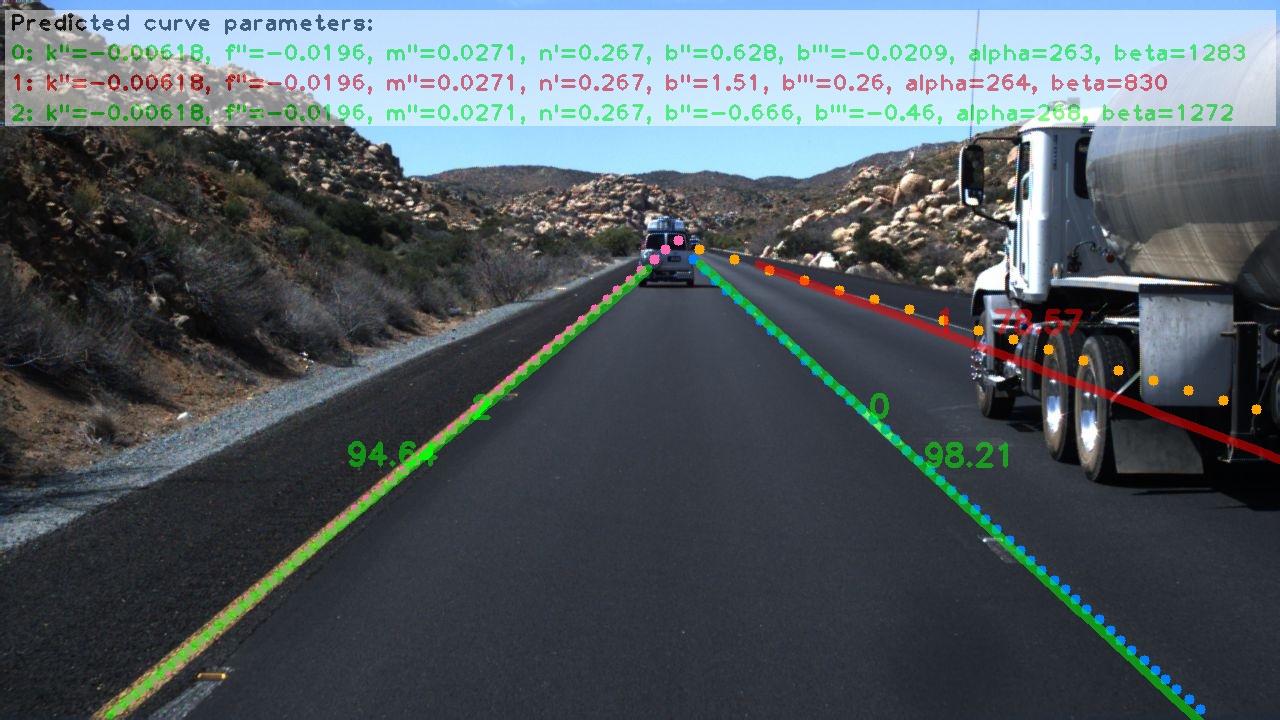 Predicted curve parameters:
0: k''=-0.00618, f''=-0.0196, m''=0.0271, n'=0.267, b''=0.628, b'''=-0.0209, alpha=263, beta=1283
1: k''=-0.00618, f''=-0.0196, m''=0.0271, n'=0.267, b''=1.51, b'''=0.26, alpha=264, beta=830
2: k''=-0.00618, f''=-0.0196, m''=0.0271, n'=0.267, b''=-0.666, b'''=-0.46, alpha=268, beta=1272
1 78.57
2
0
94.64
98.21